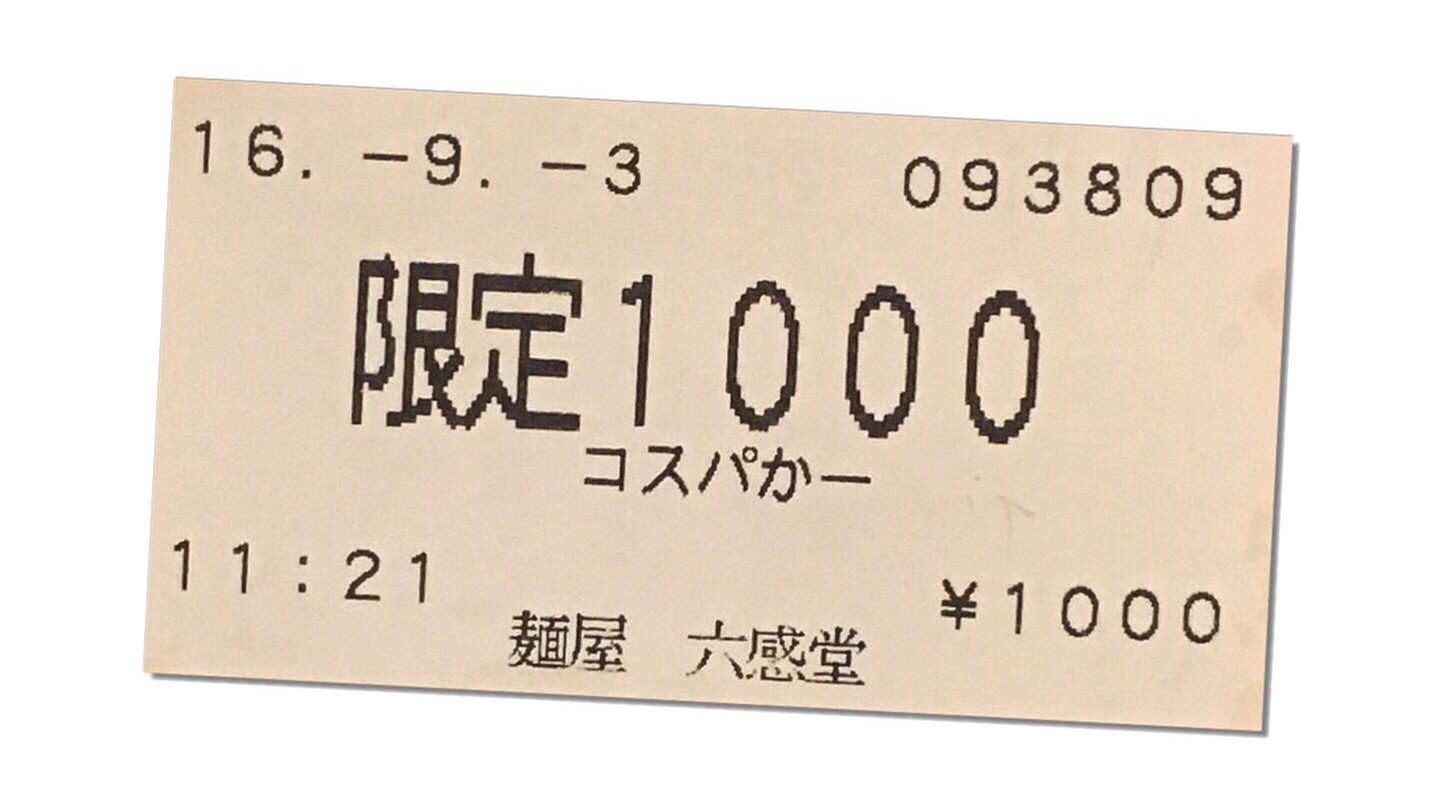 16. -9. -3 093809
限定1000
コスパかー
11:21 ¥1000
麺屋 六感堂